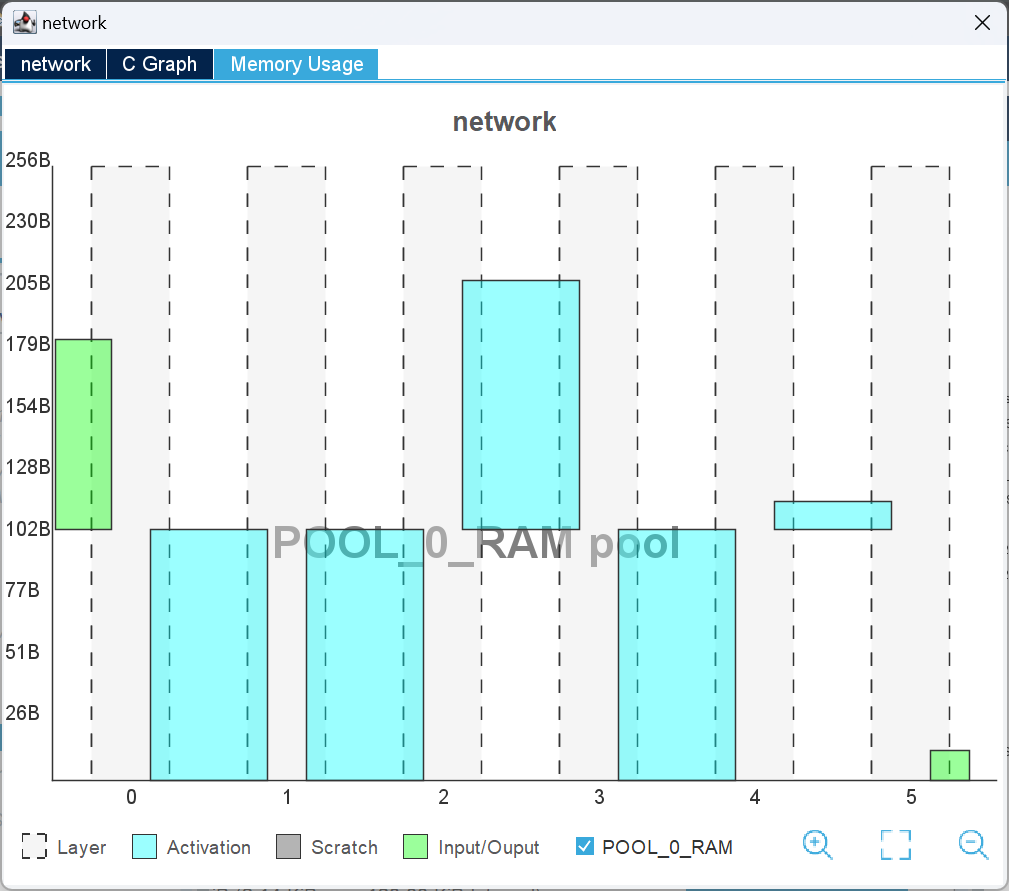 network
network C Graph Memory Usage
network
256B
230B
205B
179B
154B
128B
102B
POOL_0_RAM pool
77B
51B
26B
0 1 2 3 4 5
Layer Activation Scratch Input/Ouput POOL_0_RAM